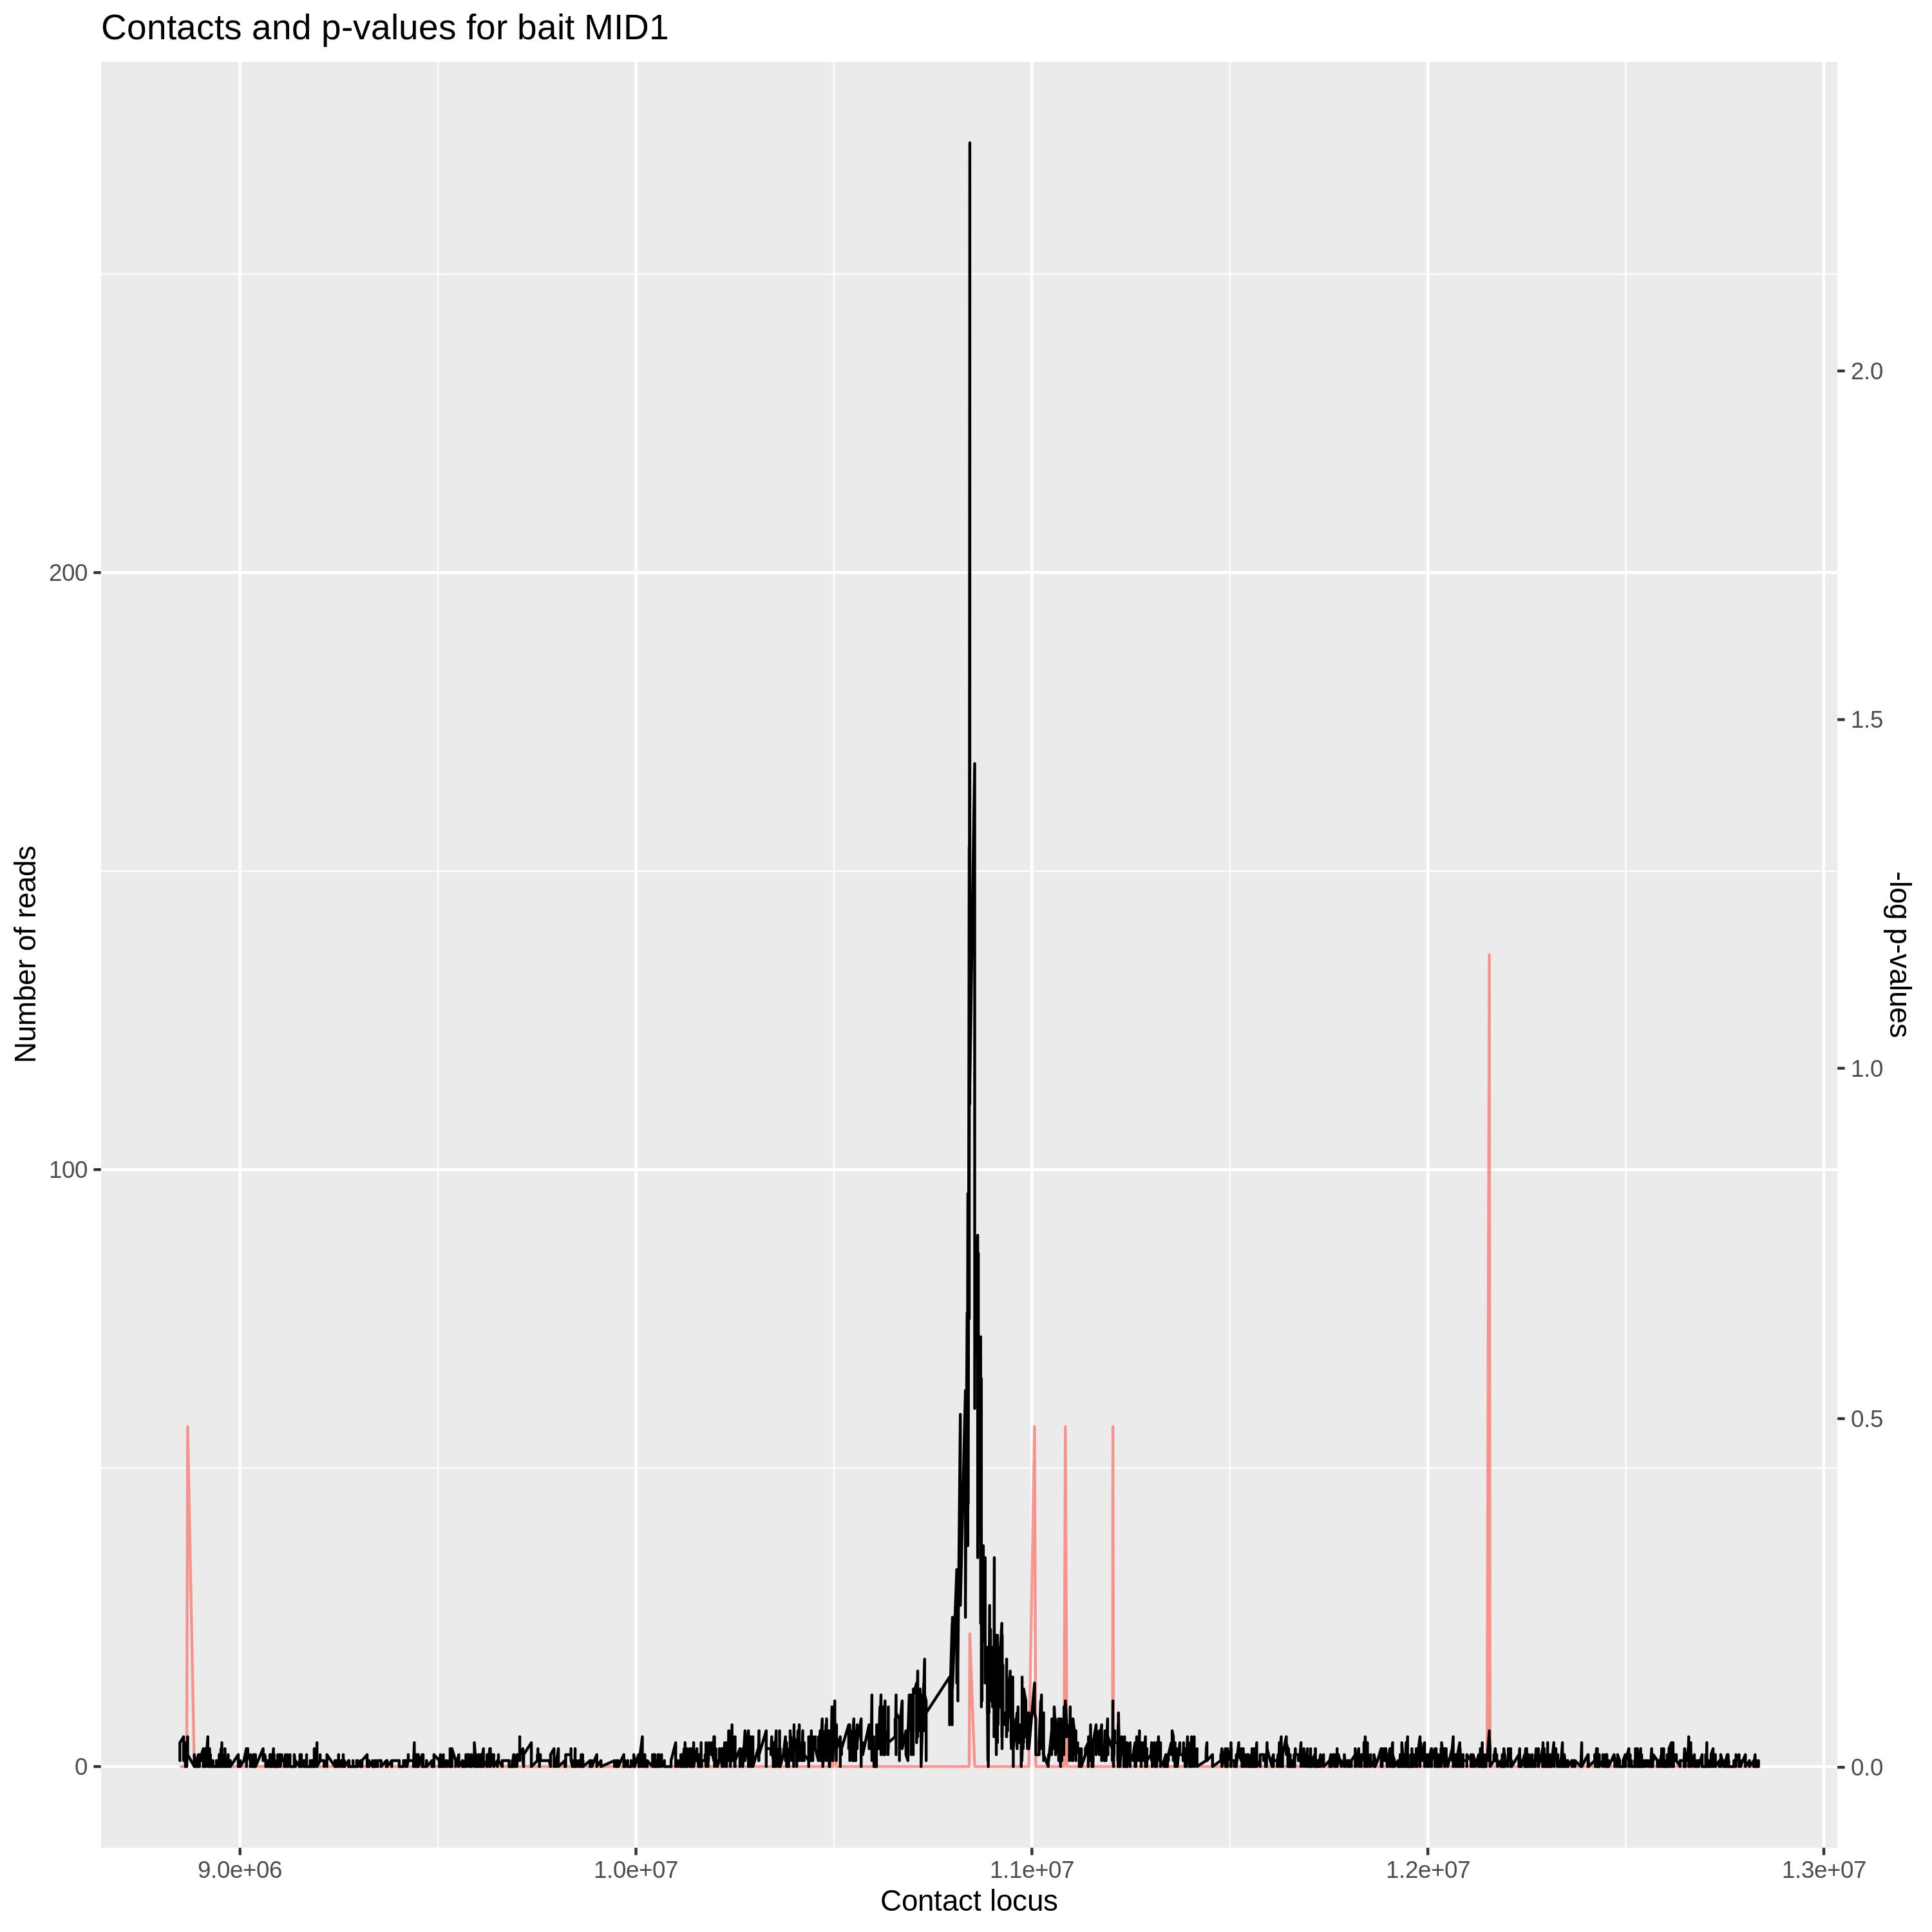 Contacts and p-values for bait MID1
Number of reads
200
100
0
2.0
1.5
1.0
0.5
0.0
-log p-values
9.0e+06
1.0e+07
1.1e+07
1.2e+07
1.3e+07
Contact locus